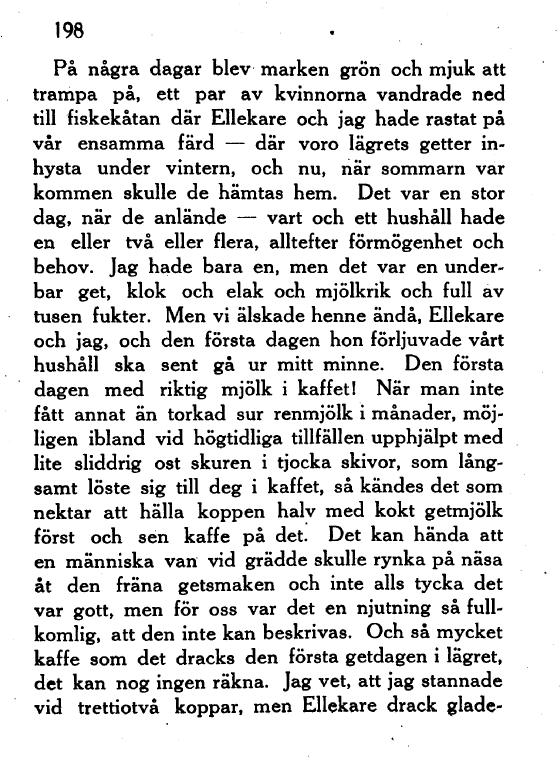 198
På några dagar blev marken grön och mjuk att
trampa på, ett par av kvinnorna vandrade ned
till fiskekåtan där Ellekare och jag hade rastat på
vår ensamma färd — där voro lägrets getter in-
hysta under vintern, och nu, när sommarn var
kommen skulle de hämtas hem. Det var en stor
dag, när de anlände — vart och ett hushåll hade
en eller två eller flera, alltefter förmögenhet och
behov. Jag hade bara en, men det var en under-
bar get, klok och elak och mjölkrik och full av
tusen fukter. Men vi älskade henne ändå, Ellekare
och jag, och den första dagen hon förljuvade vårt
hushåll ska sent gå ur mitt minne. Den första
dagen med riktig mjölk i kaffet! När man inte
fått annat än torkad sur renmjölk i månader, möj-
ligen ibland vid högtidliga tillfällen upphjälpt med
lite sliddrig ost skuren i tjocka skivor, som lång-
samt löste sig till deg i kaffet, så kändes det som
nektar att hälla koppen halv med kokt getmjölk
först och sen kaffe på det. Det kan hända att
en människa van vid grädde skulle rynka på näsa
åt den fräna getsmaken och inte alls tycka det
var gott, men för oss var det en njutning så full-
komlig, att den inte kan beskrivas. Och så mycket
kaffe som det dracks den första getdagen i lägret,
det kan nog ingen räkna. Jag vet, att jag stannade
vid trettiotvå koppar, men Ellekare drack glade-